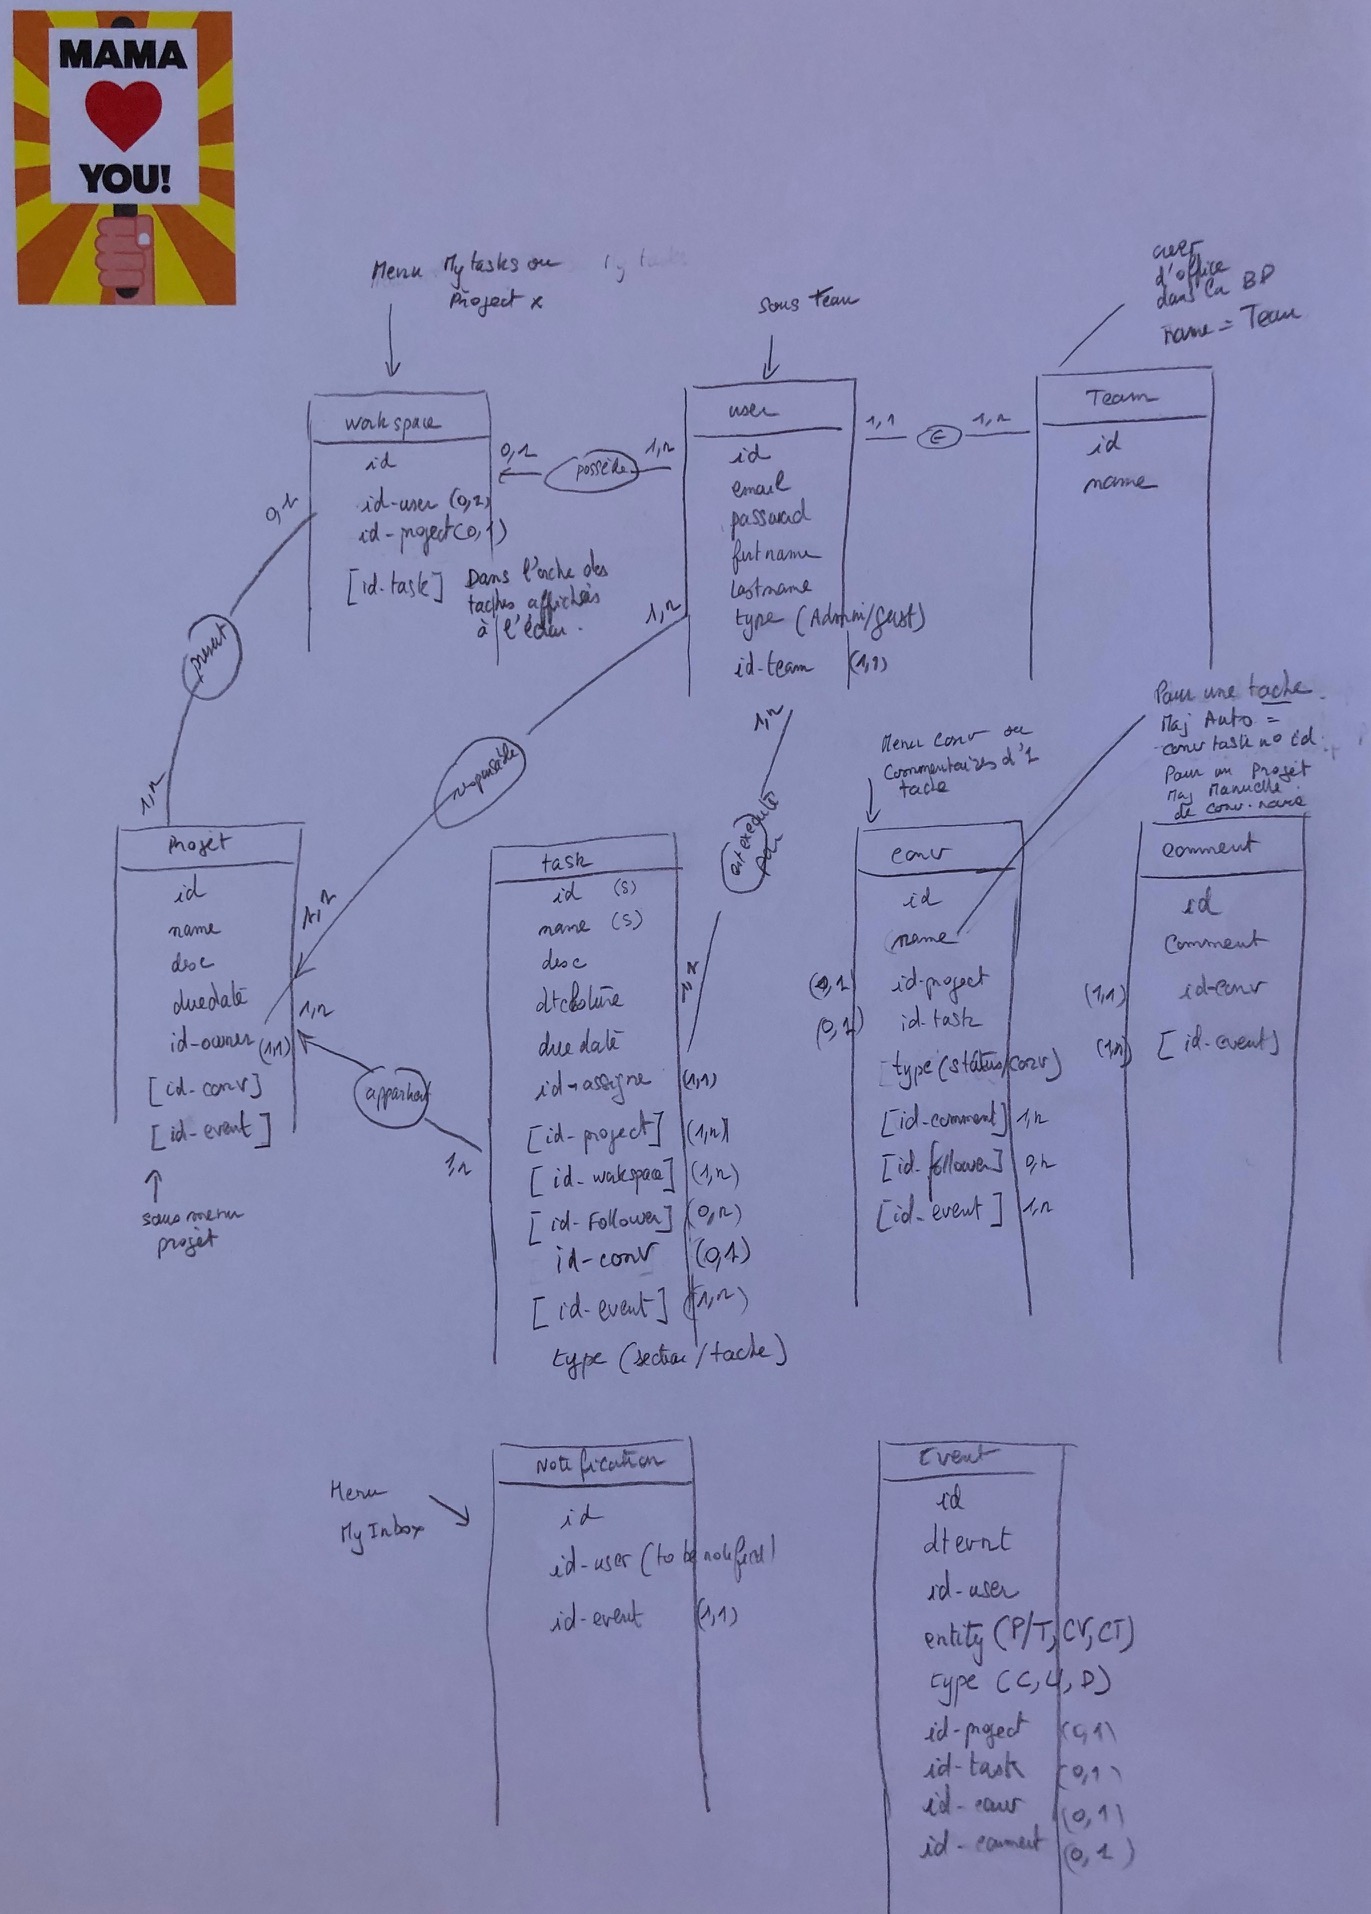 MAMA
YOU!
Menu My tasks ou
Project x
sous team
creer
d'office
dans la BD
name = Team
workspace
id
id-user (0,1)
id-project (0,1)
[id-task] Dans l'ordre des
taches affichées
à l'écran.
0,1
possède
1,n
user
id
email
password
firstname
lastname
type (Admin/Guest)
id-team (1,1)
1,1
∈
1,n
Team
id
name
0,1
1,n
1,n
responsable
1,n
Projet
id
name
desc
duedate
id-owner (1,1)
[id-conv]
[id-event]
sous menu
projet
1,n
appartient
1,n
task
id (S)
name (S)
desc
dtcloture
due date
id-assigne (1,1)
[id-project] (1,n)
[id-workspace] (1,n)
[id-Follower] (0,n)
id-conv (0,1)
[id-event] (1,n)
type (section/tache)
1,n
est executé
par
Menu conv ou
Commentaires d'1
tache
conv
id
name
(0,1) id-project
(0,1) id-task
type (status/conv)
[id-comment] 1,n
[id-follower] 0,n
[id-event] 1,n
Pour une tache
Maj Auto =
conv task no id.
Pour un Projet
Maj Manuelle
de conv.name
comment
id
Comment
(1,1) id-conv
(1,n) [id-event]
Menu
My Inbox
Notification
id
id-user (to be notified)
id-event (1,1)
Event
id
dtevnt
id-user
entity (P/T, CV, CT)
type (C, U, D)
id-project (0,1)
id-task (0,1)
id-conv (0,1)
id-comment (0,1)